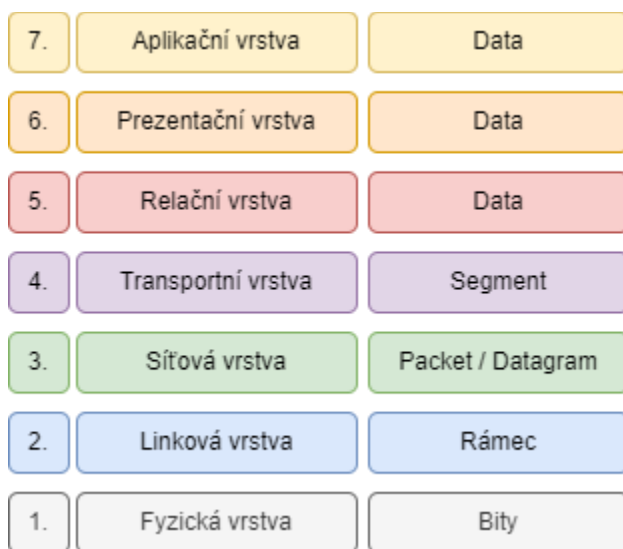 7. Aplikační vrstva Data
6. Prezentační vrstva Data
5. Relační vrstva Data
4. Transportní vrstva Segment
3. Síťová vrstva Packet / Datagram
2. Linková vrstva Rámec
1. Fyzická vrstva Bity